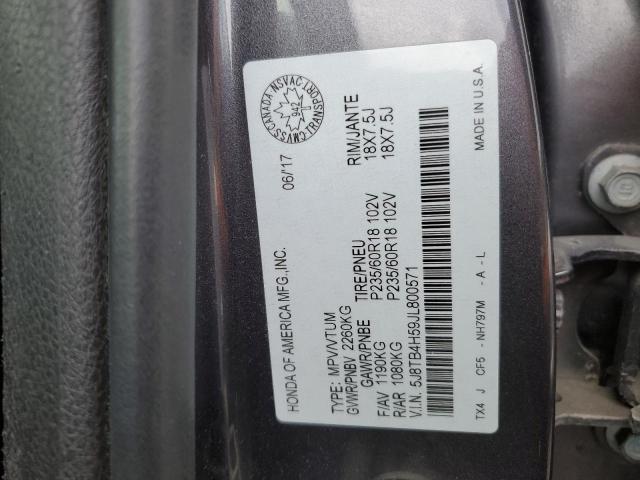 HONDA OF AMERICA MFG.,INC. 06/'17
CMVSS CANADA NSVAC TRANSPORT 942
TYPE: MPV/VTUM
GVWR/PNBV 2260KG
GAWR/PNBE TIRE/PNEU RIM/JANTE
F/AV 1190KG P235/60R18 102V 18X7.5J
R/AR 1080KG P235/60R18 102V 18X7.5J
V.I.N. 5J8TB4H59JL800571
TX4 J CF5 - NH797M - A - L MADE IN U.S.A.